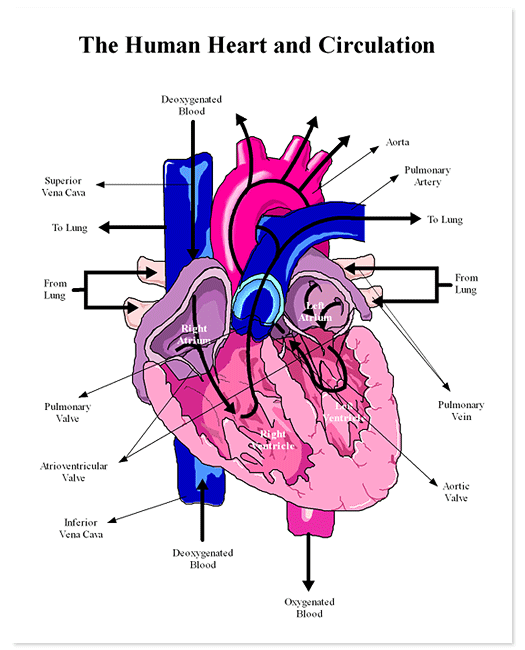 The Human Heart and Circulation
Deoxygenated
Blood
Aorta
Pulmonary
Artery
Superior
Vena Cava
To Lung
To Lung
From
Lung
From
Lung
Left
Atrium
Right
Atrium
Pulmonary
Valve
Left
Ventricle
Pulmonary
Vein
Right
Ventricle
Atrioventricular
Valve
Aortic
Valve
Inferior
Vena Cava
Deoxygenated
Blood
Oxygenated
Blood